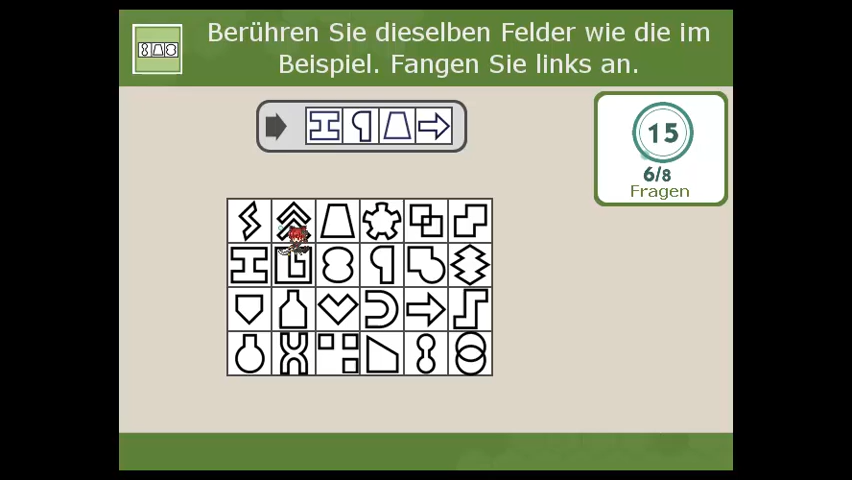 Berühren Sie dieselben Felder wie die im
Beispiel. Fangen Sie links an.
15
6/8
Fragen